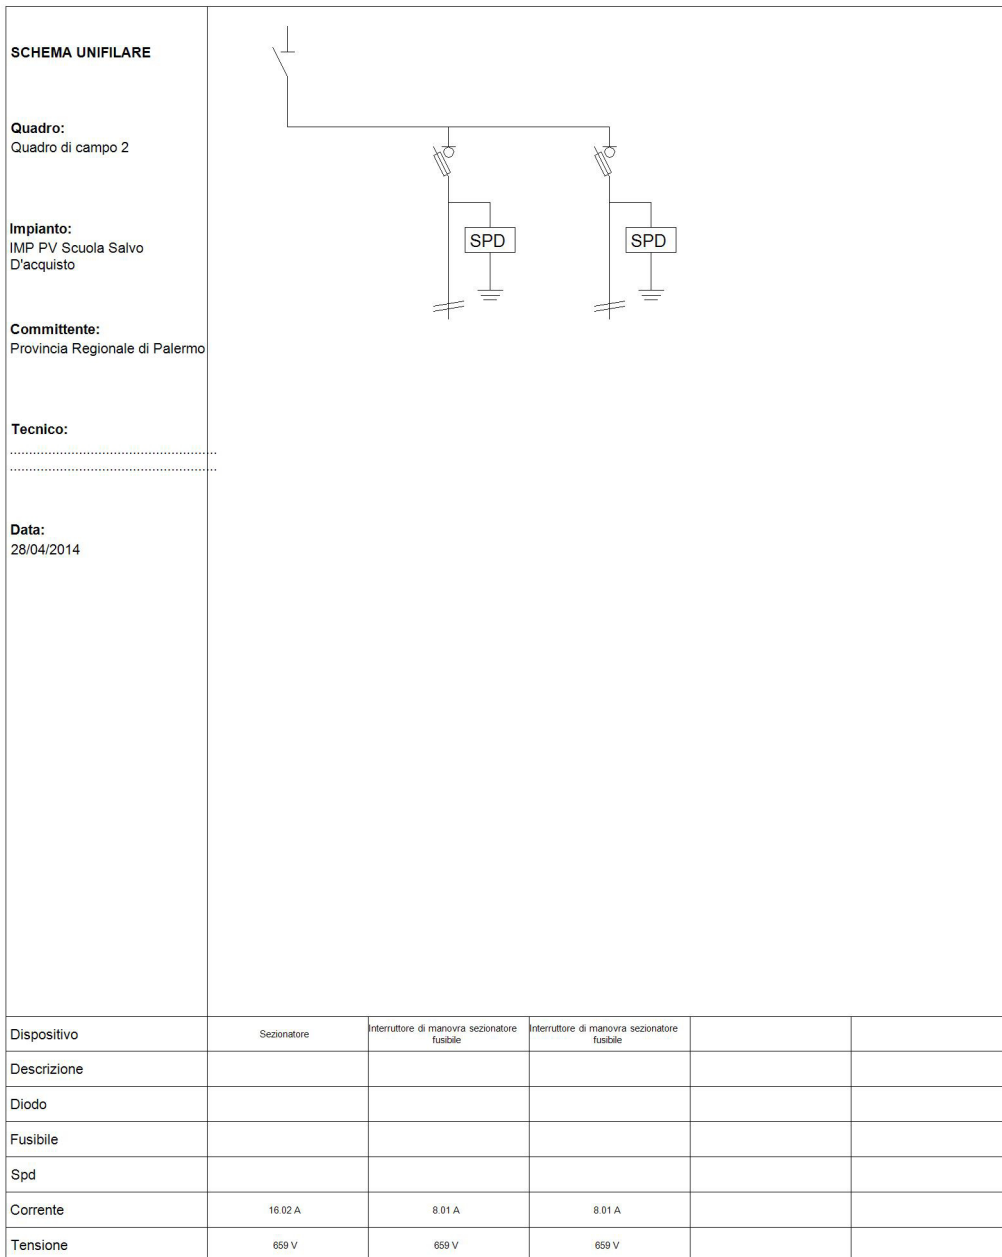 SCHEMA UNIFILARE
Quadro:
Quadro di campo 2
Impianto:
IMP PV Scuola Salvo
D'acquisto
Committente:
Provincia Regionale di Palermo
Tecnico:
......................................................
......................................................
Data:
28/04/2014
SPD SPD
Dispositivo Sezionatore Interruttore di manovra sezionatore fusibile Interruttore di manovra sezionatore fusibile
Descrizione
Diodo
Fusibile
Spd
Corrente 16.02 A 8.01 A 8.01 A
Tensione 659 V 659 V 659 V